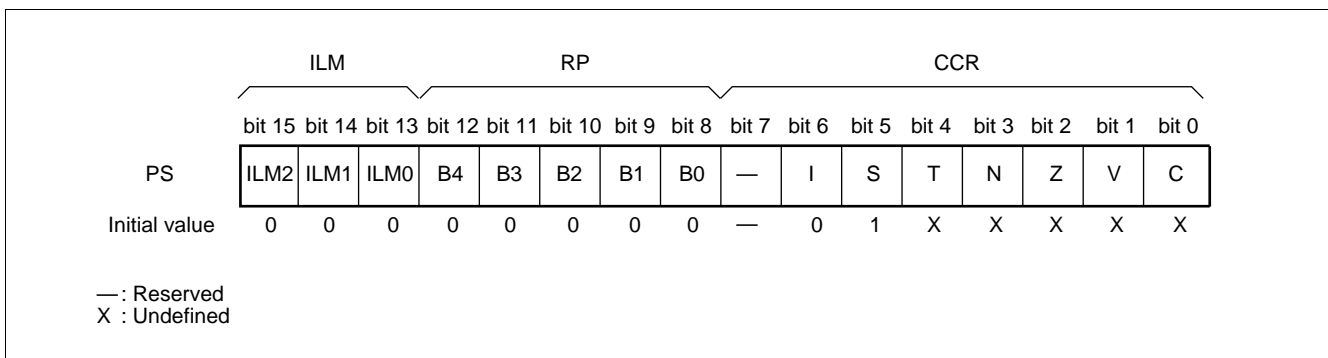 ILM RP CCR
bit 15 bit 14 bit 13 bit 12 bit 11 bit 10 bit 9 bit 8 bit 7 bit 6 bit 5 bit 4 bit 3 bit 2 bit 1 bit 0
PS ILM2 ILM1 ILM0 B4 B3 B2 B1 B0 — I S T N Z V C
Initial value 0 0 0 0 0 0 0 0 — 0 1 X X X X X
— : Reserved
X : Undefined